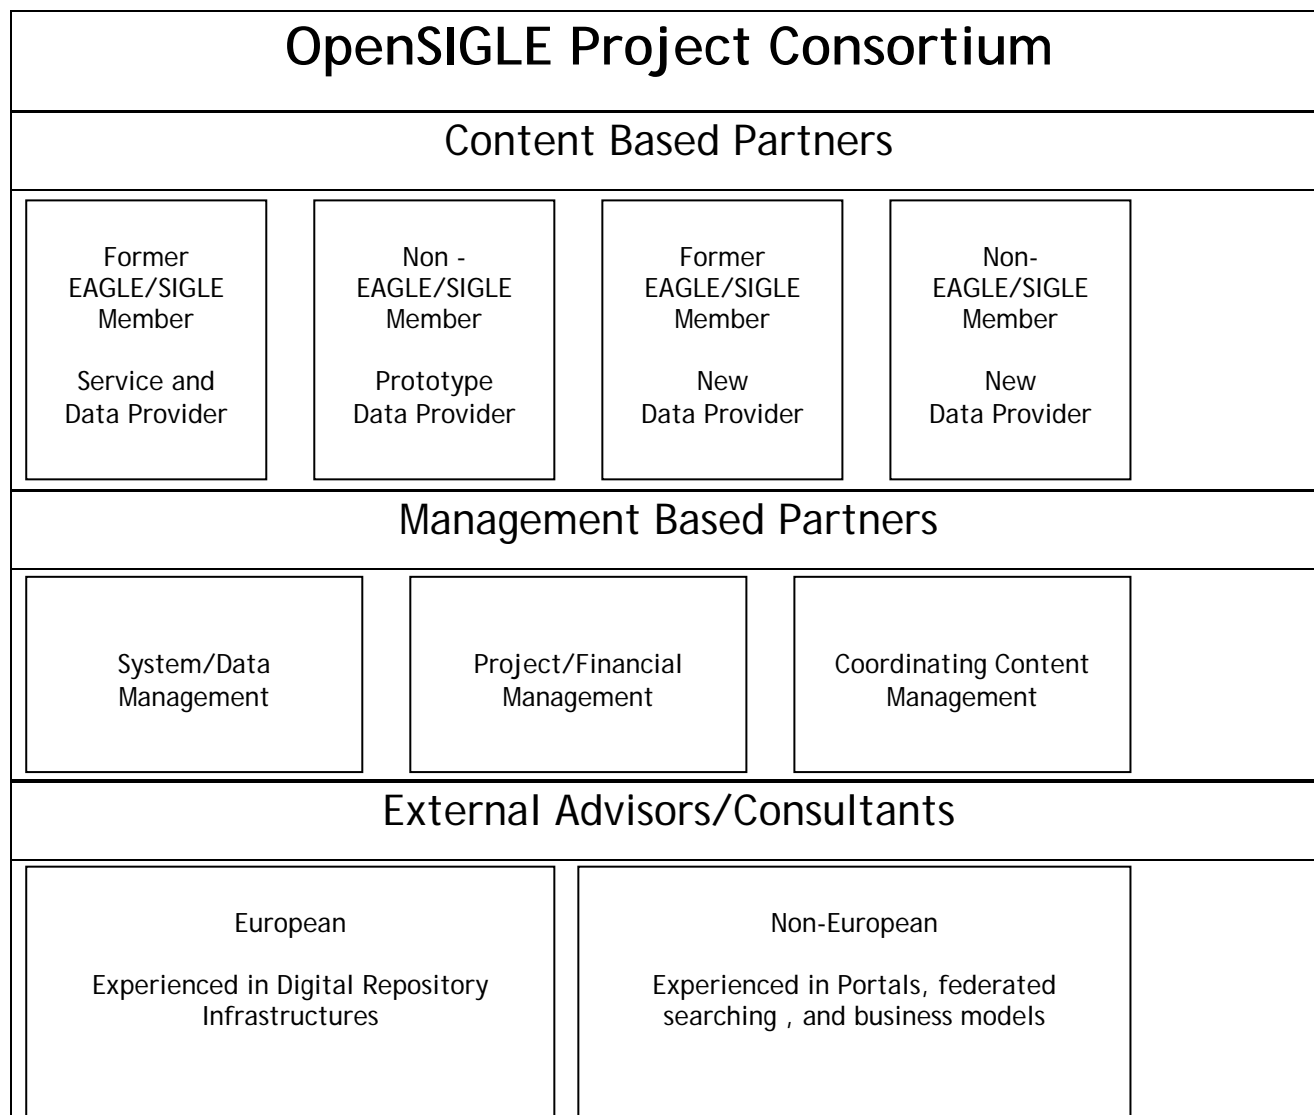 OpenSIGLE Project Consortium
Content Based Partners
Former
EAGLE/SIGLE
Member
Service and
Data Provider
Non -
EAGLE/SIGLE
Member
Prototype
Data Provider
Former
EAGLE/SIGLE
Member
New
Data Provider
Non-
EAGLE/SIGLE
Member
New
Data Provider
Management Based Partners
System/Data
Management
Project/Financial
Management
Coordinating Content
Management
External Advisors/Consultants
European
Experienced in Digital Repository
Infrastructures
Non-European
Experienced in Portals, federated
searching , and business models